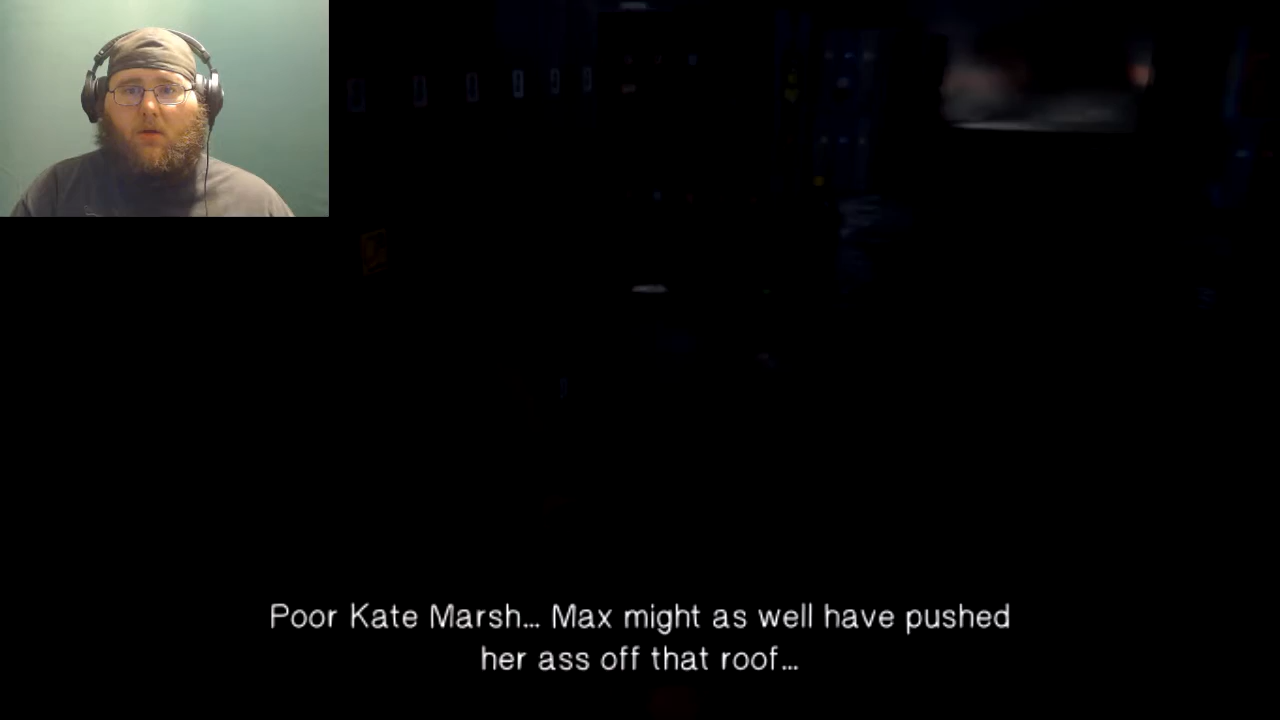 Poor Kate Marsh... Max might as well have pushed
her ass off that roof...